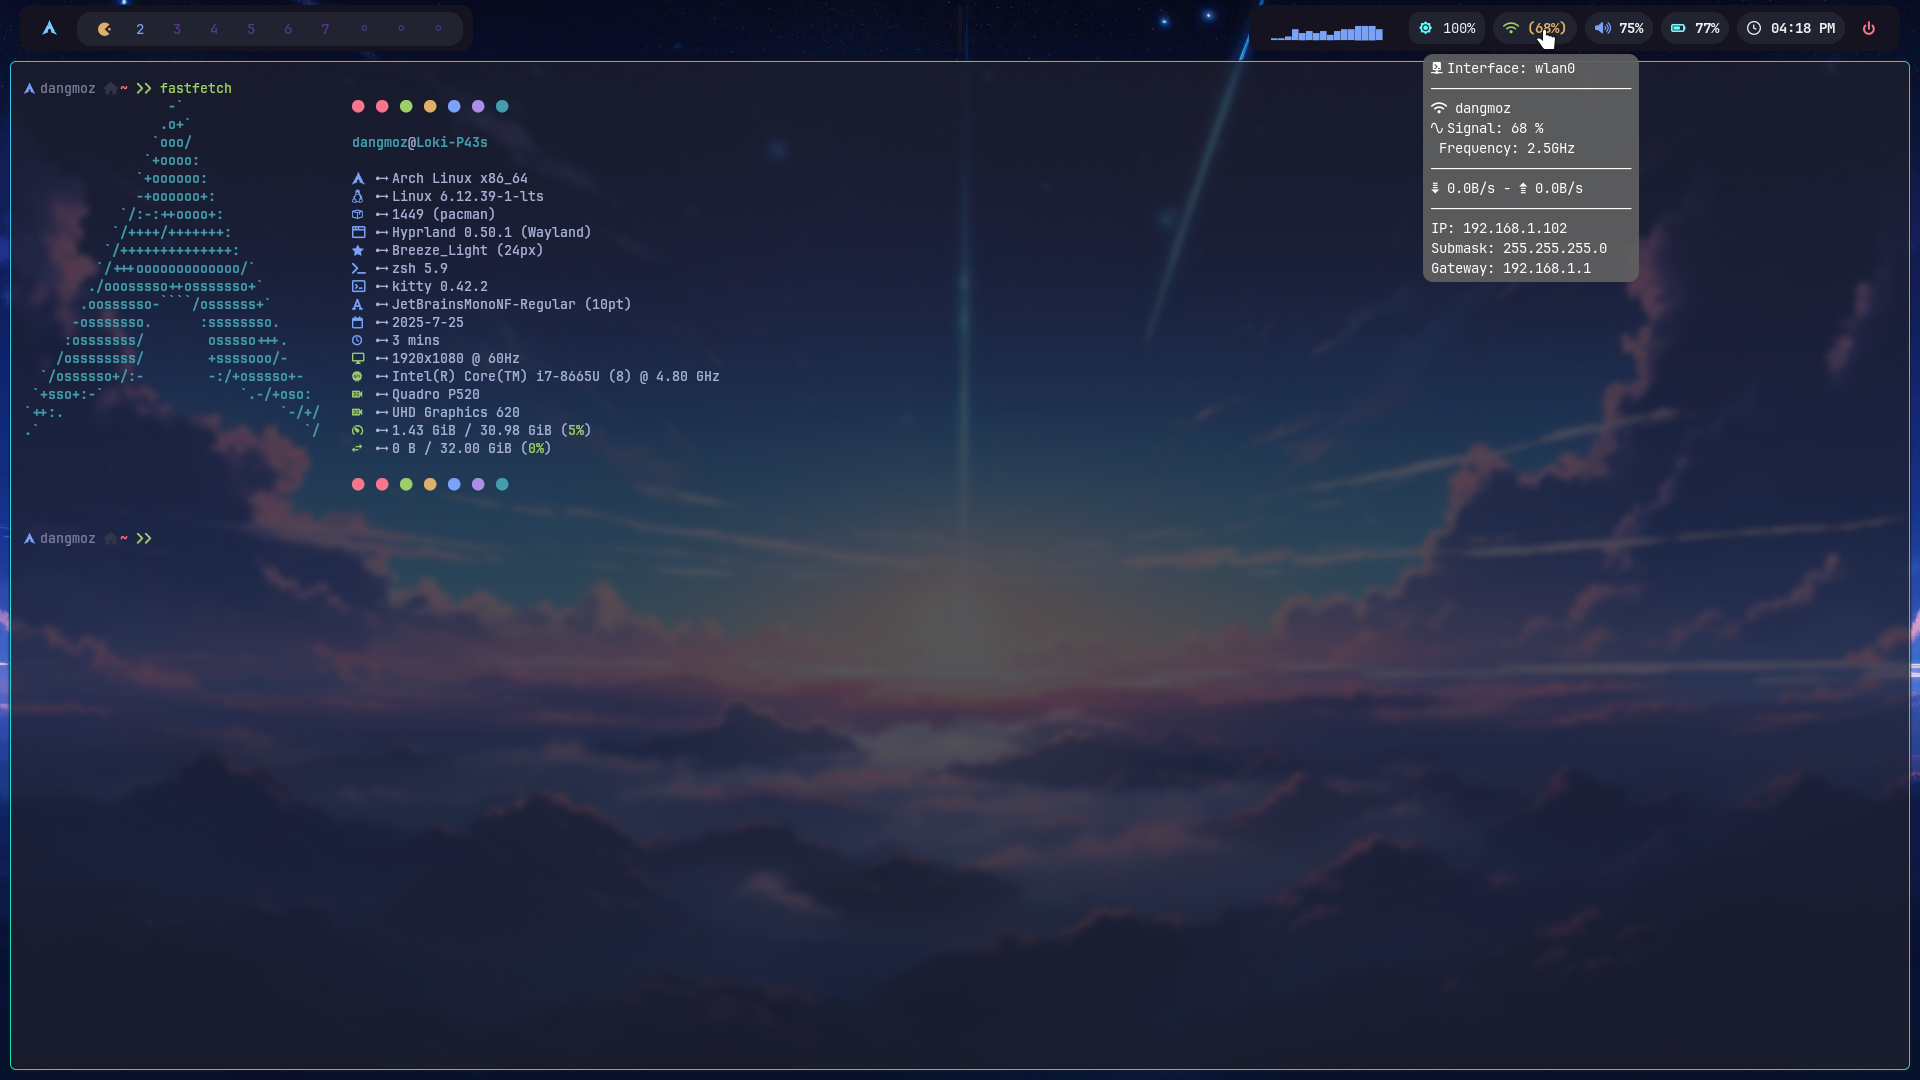 2 3 4 5 6 7
100% (68%) 75% 77% 04:18 PM
Interface: wlan0
dangmoz
Signal: 68 %
Frequency: 2.5GHz
0.0B/s - 0.0B/s
IP: 192.168.1.102
Submask: 255.255.255.0
Gateway: 192.168.1.1
dangmoz ~ fastfetch
dangmoz@Loki-P43s
Arch Linux x86_64
Linux 6.12.39-1-lts
1449 (pacman)
Hyprland 0.50.1 (Wayland)
Breeze_Light (24px)
zsh 5.9
kitty 0.42.2
JetBrainsMonoNF-Regular (10pt)
2025-7-25
3 mins
1920x1080 @ 60Hz
Intel(R) Core(TM) i7-8665U (8) @ 4.80 GHz
Quadro P520
UHD Graphics 620
1.43 GiB / 30.98 GiB (5%)
0 B / 32.00 GiB (0%)
dangmoz ~